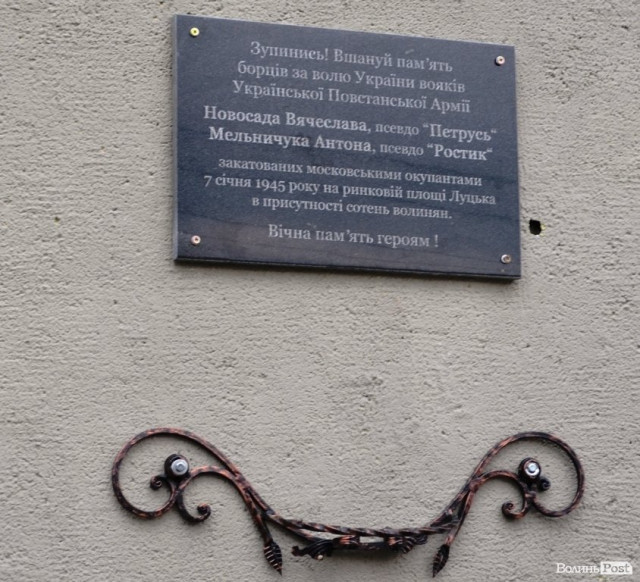 Зупинись! Вшануй пам'ять
борців за волю України вояків
Української Повстанської Армії
Новосада Вячеслава, псевдо "Петрусь"
Мельничука Антона, псевдо "Ростик"
закатованих московськими окупантами
7 січня 1945 року на ринковій площі Луцька
в присутності сотень волинян.
Вічна пам'ять героям !
ВолиньPost